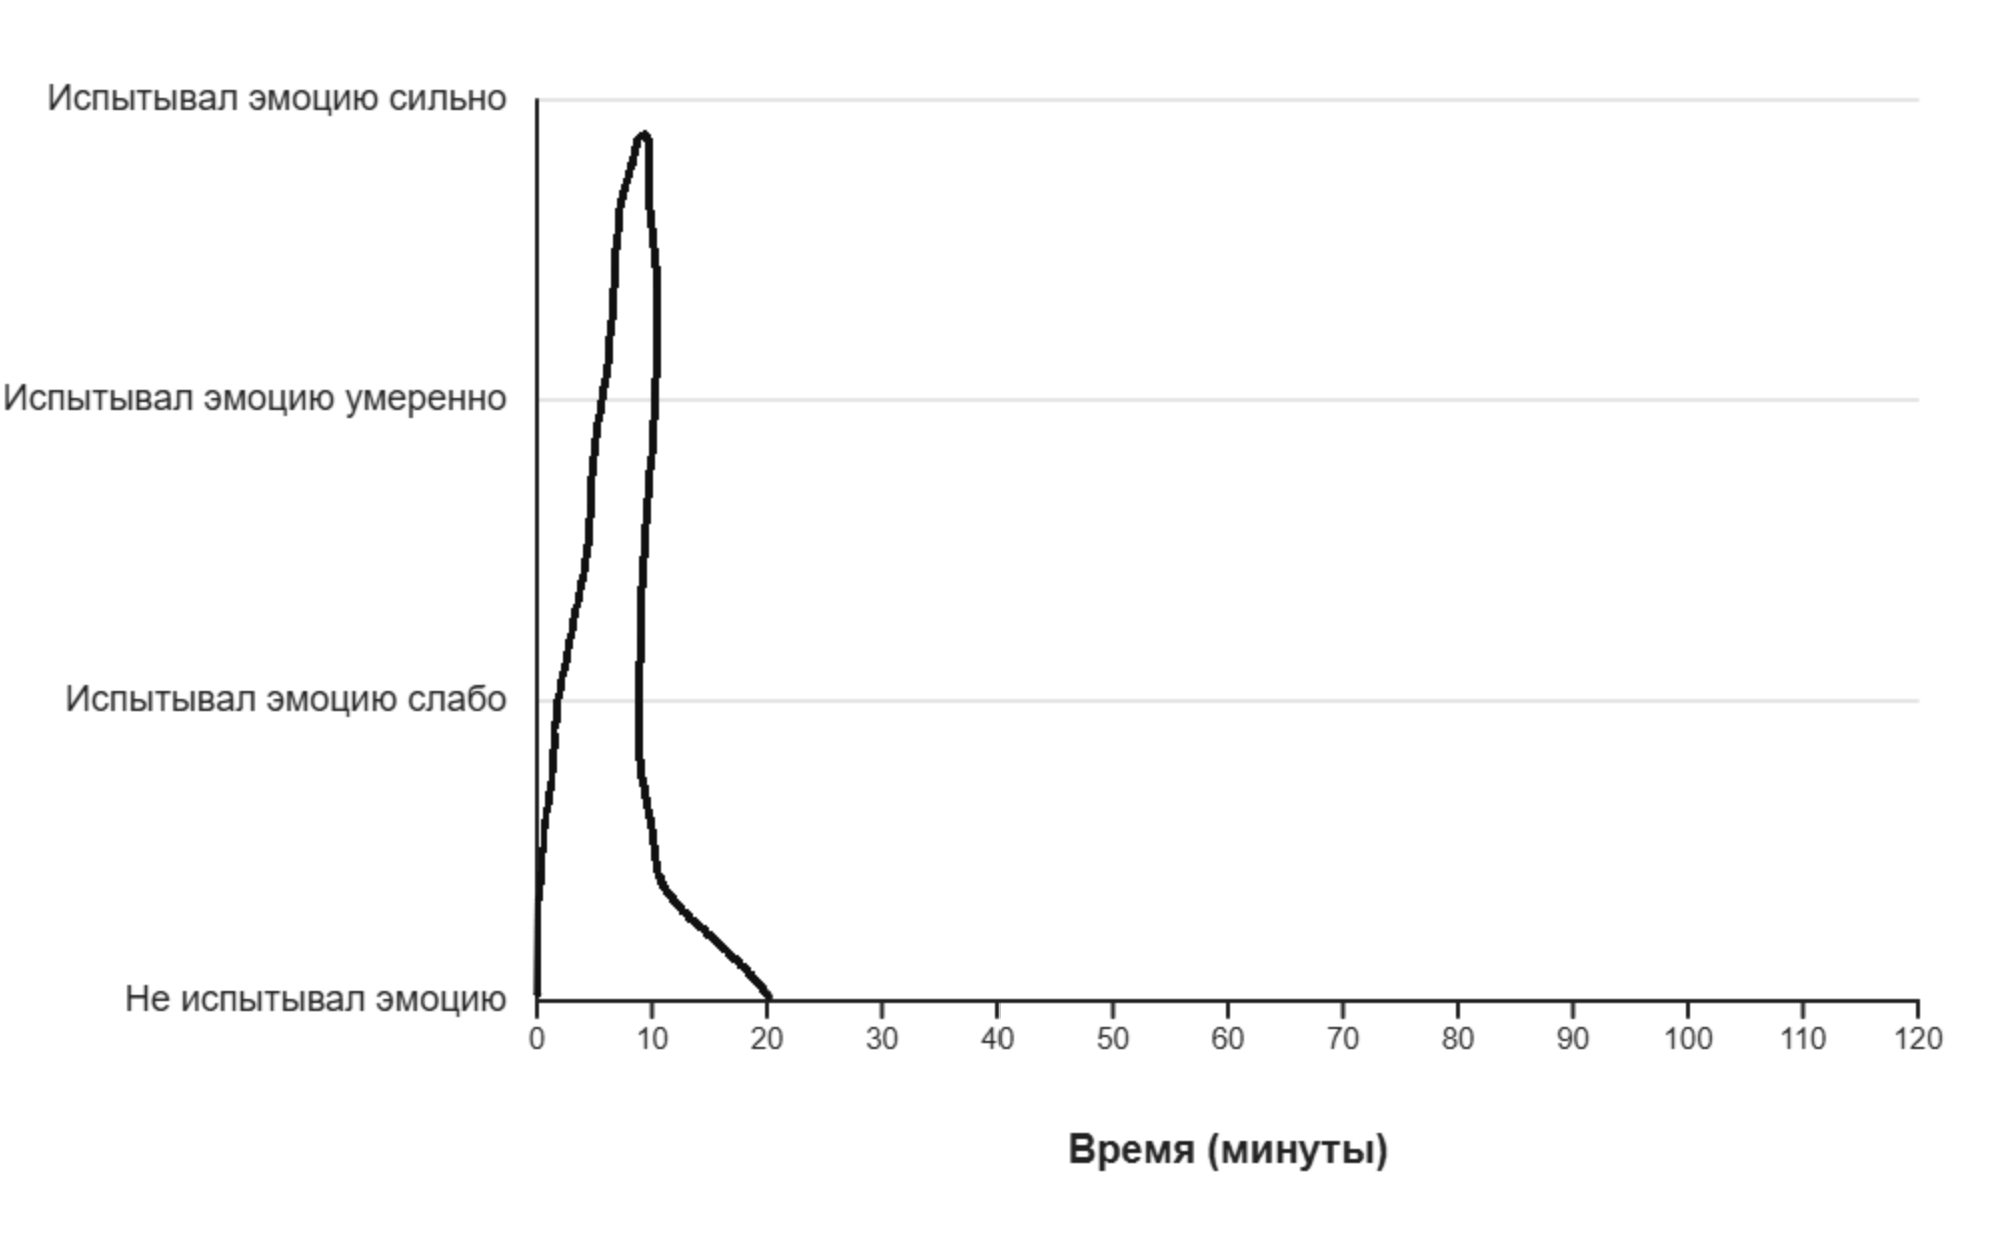 Испытывал эмоцию сильно
Испытывал эмоцию умеренно
Испытывал эмоцию слабо
Не испытывал эмоцию
0 10 20 30 40 50 60 70 80 90 100 110 120
Время (минуты)